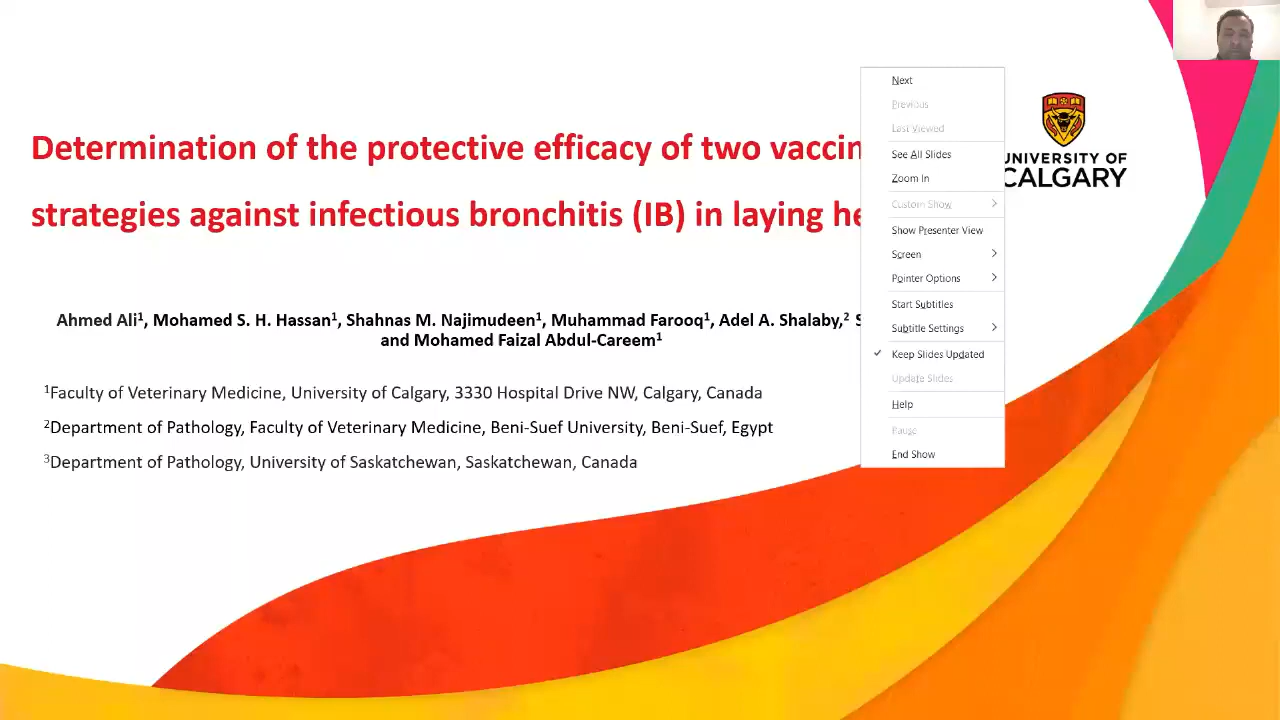 Determination of the protective efficacy of two vaccin
strategies against infectious bronchitis (IB) in laying he
Ahmed Ali¹, Mohamed S. H. Hassan¹, Shahnas M. Najimudeen¹, Muhammad Farooq¹, Adel A. Shalaby,² S
and Mohamed Faizal Abdul-Careem¹
¹Faculty of Veterinary Medicine, University of Calgary, 3330 Hospital Drive NW, Calgary, Canada
²Department of Pathology, Faculty of Veterinary Medicine, Beni-Suef University, Beni-Suef, Egypt
³Department of Pathology, University of Saskatchewan, Saskatchewan, Canada
Next
Previous
Last Viewed
See All Slides
Zoom In
Custom Show
Show Presenter View
Screen
Pointer Options
Start Subtitles
Subtitle Settings
Keep Slides Updated
Update Slides
Help
Pause
End Show
UNIVERSITY OF
CALGARY